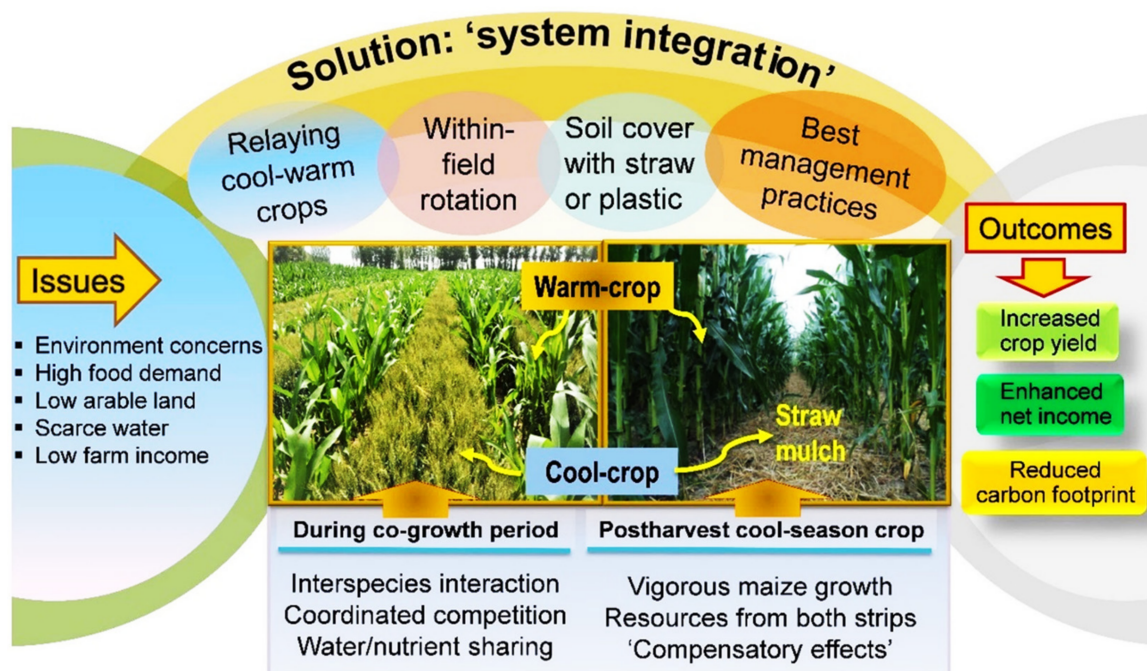 Solution: ‘system integration’
Relaying
cool-warm
crops
Within-
field
rotation
Soil cover
with straw
or plastic
Best
management
practices
Issues
▪ Environment concerns
▪ High food demand
▪ Low arable land
▪ Scarce water
▪ Low farm income
Warm-crop
Cool-crop
Straw
mulch
During co-growth period
Interspecies interaction
Coordinated competition
Water/nutrient sharing
Postharvest cool-season crop
Vigorous maize growth
Resources from both strips
‘Compensatory effects’
Outcomes
Increased
crop yield
Enhanced
net income
Reduced
carbon footprint